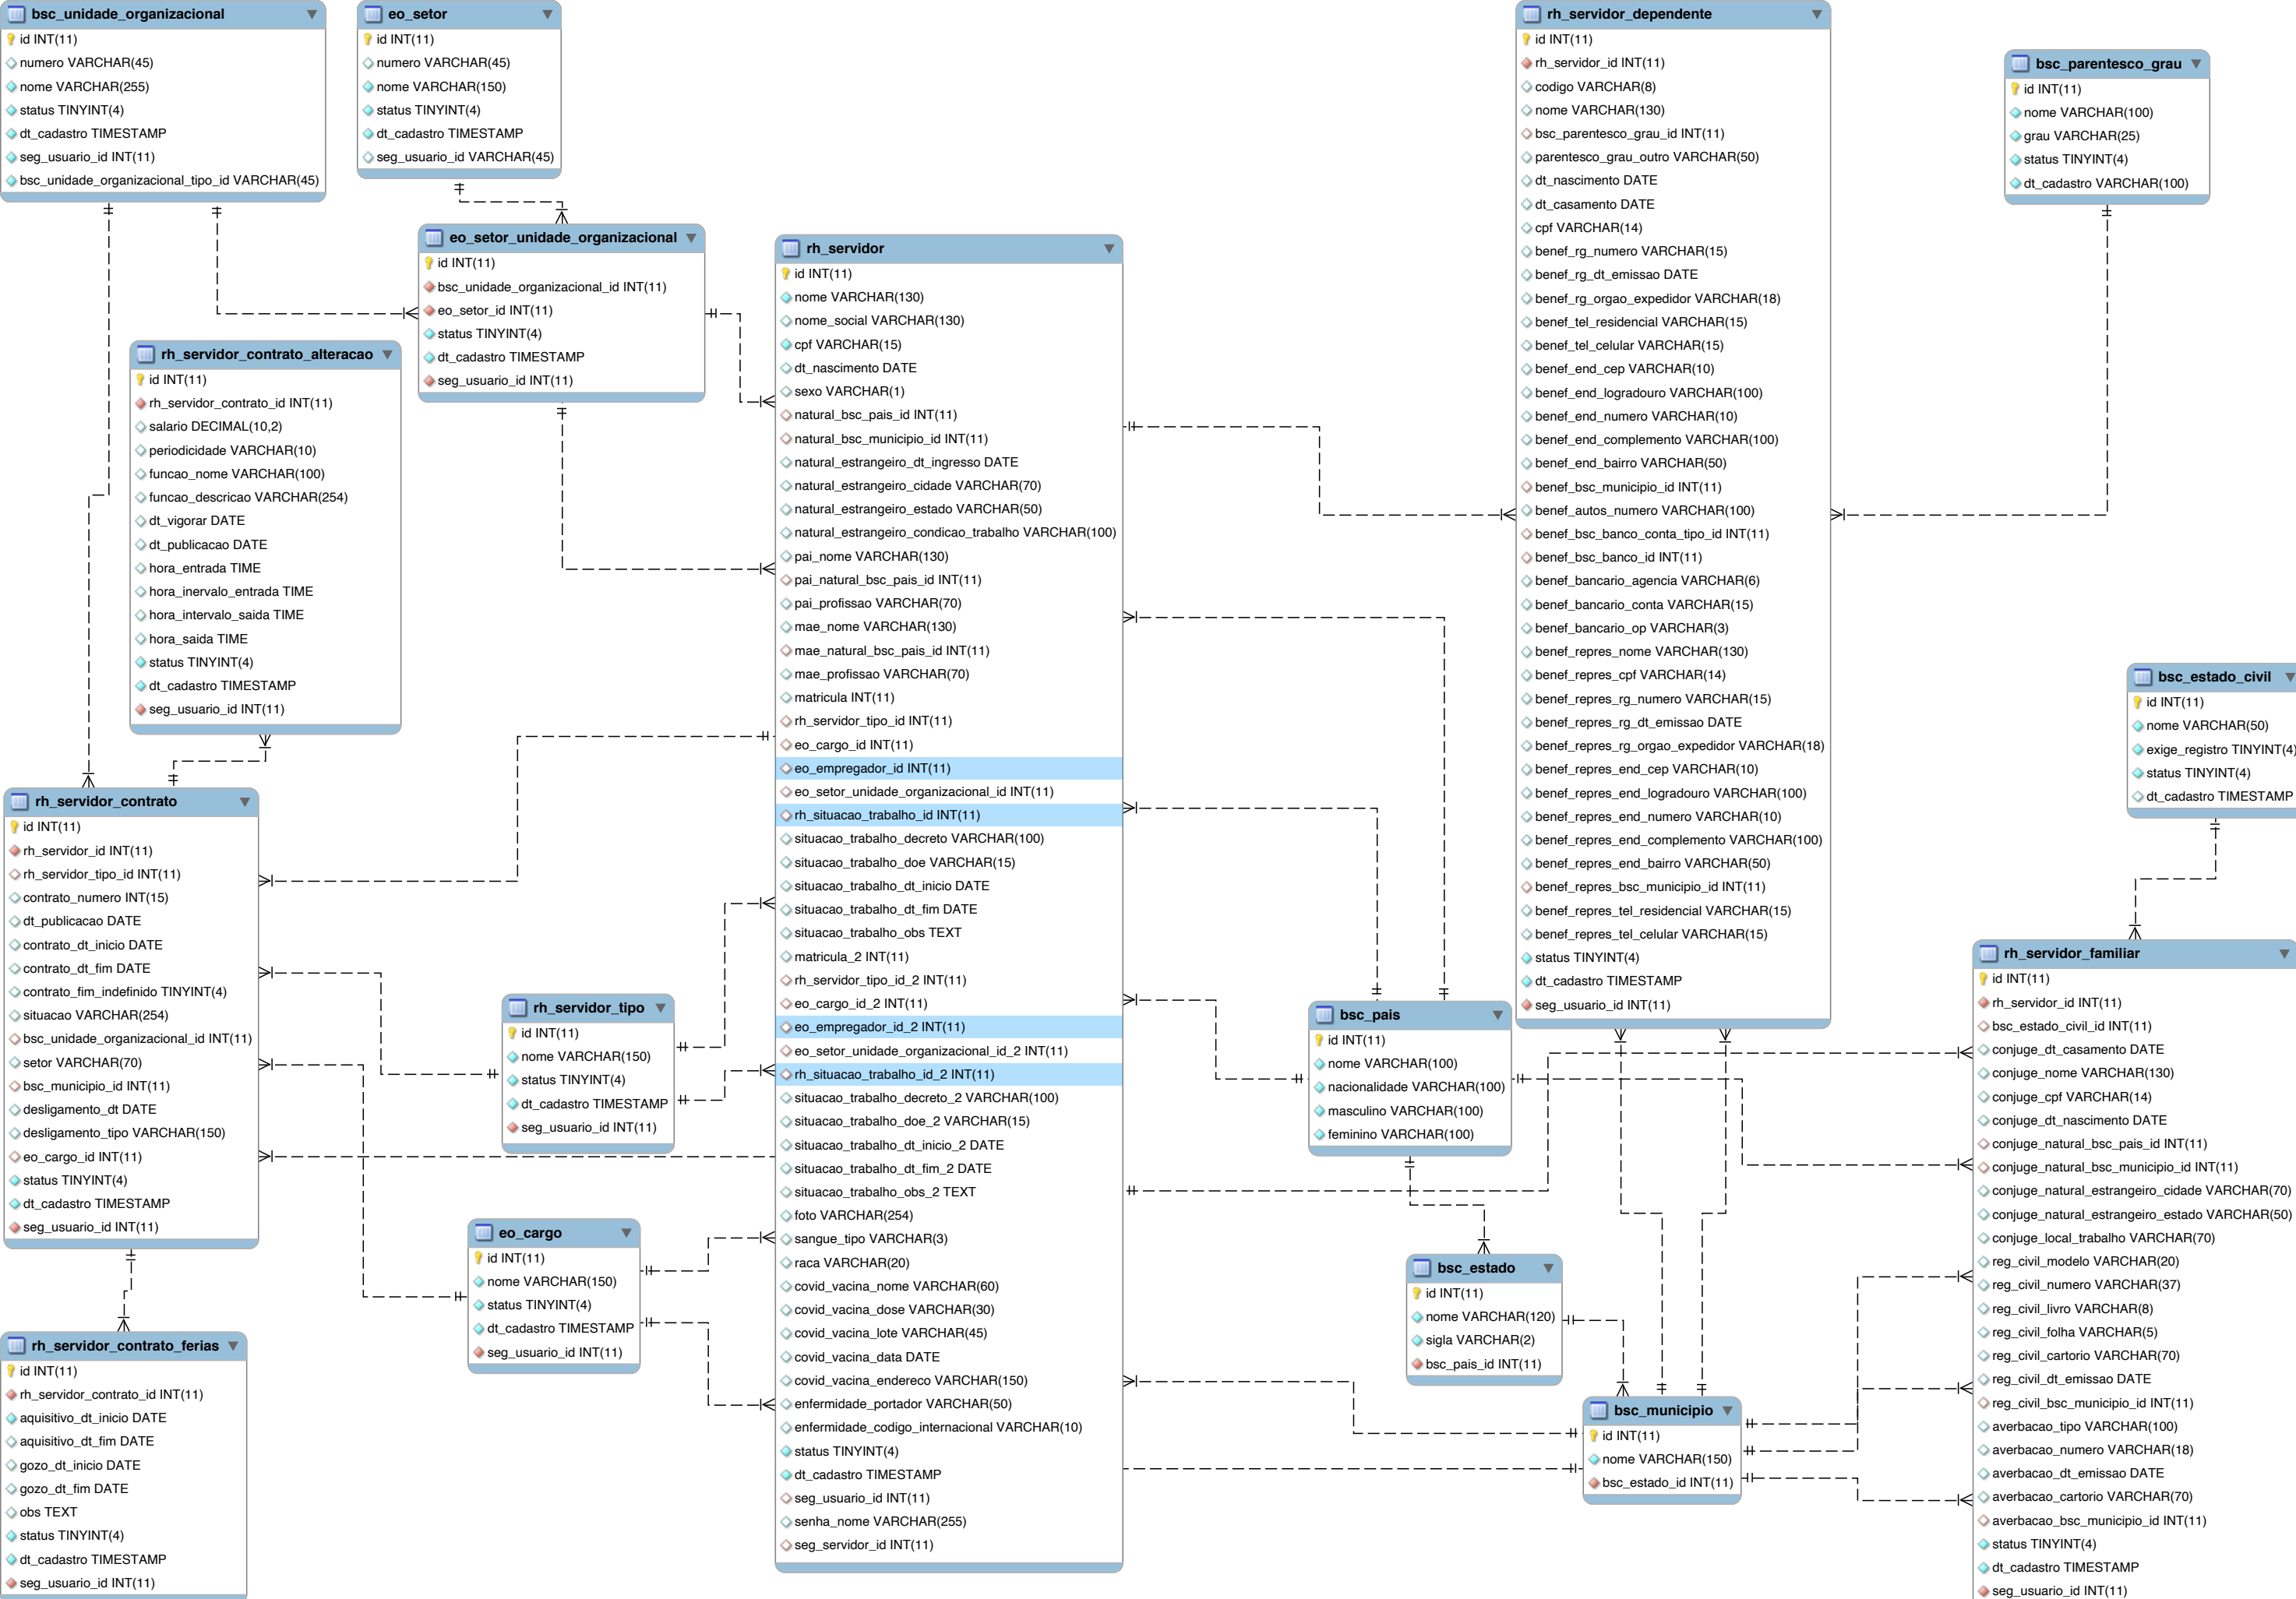 bsc_unidade_organizacional
id INT(11)
numero VARCHAR(45)
nome VARCHAR(255)
status TINYINT(4)
dt_cadastro TIMESTAMP
seg_usuario_id INT(11)
bsc_unidade_organizacional_tipo_id VARCHAR(45)
eo_setor
id INT(11)
numero VARCHAR(45)
nome VARCHAR(150)
status TINYINT(4)
dt_cadastro TIMESTAMP
seg_usuario_id VARCHAR(45)
eo_setor_unidade_organizacional
id INT(11)
bsc_unidade_organizacional_id INT(11)
eo_setor_id INT(11)
status TINYINT(4)
dt_cadastro TIMESTAMP
seg_usuario_id INT(11)
rh_servidor_contrato_alteracao
id INT(11)
rh_servidor_contrato_id INT(11)
salario DECIMAL(10,2)
periodicidade VARCHAR(10)
funcao_nome VARCHAR(100)
funcao_descricao VARCHAR(254)
dt_vigorar DATE
dt_publicacao DATE
hora_entrada TIME
hora_inervalo_entrada TIME
hora_intervalo_saida TIME
hora_saida TIME
status TINYINT(4)
dt_cadastro TIMESTAMP
seg_usuario_id INT(11)
rh_servidor_contrato
id INT(11)
rh_servidor_id INT(11)
rh_servidor_tipo_id INT(11)
contrato_numero INT(15)
dt_publicacao DATE
contrato_dt_inicio DATE
contrato_dt_fim DATE
contrato_fim_indefinido TINYINT(4)
situacao VARCHAR(254)
bsc_unidade_organizacional_id INT(11)
setor VARCHAR(70)
bsc_municipio_id INT(11)
desligamento_dt DATE
desligamento_tipo VARCHAR(150)
eo_cargo_id INT(11)
status TINYINT(4)
dt_cadastro TIMESTAMP
seg_usuario_id INT(11)
rh_servidor_contrato_ferias
id INT(11)
rh_servidor_contrato_id INT(11)
aquisitivo_dt_inicio DATE
aquisitivo_dt_fim DATE
gozo_dt_inicio DATE
gozo_dt_fim DATE
obs TEXT
status TINYINT(4)
dt_cadastro TIMESTAMP
seg_usuario_id INT(11)
rh_servidor_tipo
id INT(11)
nome VARCHAR(150)
status TINYINT(4)
dt_cadastro TIMESTAMP
seg_usuario_id INT(11)
eo_cargo
id INT(11)
nome VARCHAR(150)
status TINYINT(4)
dt_cadastro TIMESTAMP
seg_usuario_id INT(11)
rh_servidor
id INT(11)
nome VARCHAR(130)
nome_social VARCHAR(130)
cpf VARCHAR(15)
dt_nascimento DATE
sexo VARCHAR(1)
natural_bsc_pais_id INT(11)
natural_bsc_municipio_id INT(11)
natural_estrangeiro_dt_ingresso DATE
natural_estrangeiro_cidade VARCHAR(70)
natural_estrangeiro_estado VARCHAR(50)
natural_estrangeiro_condicao_trabalho VARCHAR(100)
pai_nome VARCHAR(130)
pai_natural_bsc_pais_id INT(11)
pai_profissao VARCHAR(70)
mae_nome VARCHAR(130)
mae_natural_bsc_pais_id INT(11)
mae_profissao VARCHAR(70)
matricula INT(11)
rh_servidor_tipo_id INT(11)
eo_cargo_id INT(11)
eo_empregador_id INT(11)
eo_setor_unidade_organizacional_id INT(11)
rh_situacao_trabalho_id INT(11)
situacao_trabalho_decreto VARCHAR(100)
situacao_trabalho_doe VARCHAR(15)
situacao_trabalho_dt_inicio DATE
situacao_trabalho_dt_fim DATE
situacao_trabalho_obs TEXT
matricula_2 INT(11)
rh_servidor_tipo_id_2 INT(11)
eo_cargo_id_2 INT(11)
eo_empregador_id_2 INT(11)
eo_setor_unidade_organizacional_id_2 INT(11)
rh_situacao_trabalho_id_2 INT(11)
situacao_trabalho_decreto_2 VARCHAR(100)
situacao_trabalho_doe_2 VARCHAR(15)
situacao_trabalho_dt_inicio_2 DATE
situacao_trabalho_dt_fim_2 DATE
situacao_trabalho_obs_2 TEXT
foto VARCHAR(254)
sangue_tipo VARCHAR(3)
raca VARCHAR(20)
covid_vacina_nome VARCHAR(60)
covid_vacina_dose VARCHAR(30)
covid_vacina_lote VARCHAR(45)
covid_vacina_data DATE
covid_vacina_endereco VARCHAR(150)
enfermidade_portador VARCHAR(50)
enfermidade_codigo_internacional VARCHAR(10)
status TINYINT(4)
dt_cadastro TIMESTAMP
seg_usuario_id INT(11)
senha_nome VARCHAR(255)
seg_servidor_id INT(11)
rh_servidor_dependente
id INT(11)
rh_servidor_id INT(11)
codigo VARCHAR(8)
nome VARCHAR(130)
bsc_parentesco_grau_id INT(11)
parentesco_grau_outro VARCHAR(50)
dt_nascimento DATE
dt_casamento DATE
cpf VARCHAR(14)
benef_rg_numero VARCHAR(15)
benef_rg_dt_emissao DATE
benef_rg_orgao_expedidor VARCHAR(18)
benef_tel_residencial VARCHAR(15)
benef_tel_celular VARCHAR(15)
benef_end_cep VARCHAR(10)
benef_end_logradouro VARCHAR(100)
benef_end_numero VARCHAR(10)
benef_end_complemento VARCHAR(100)
benef_end_bairro VARCHAR(50)
benef_bsc_municipio_id INT(11)
benef_autos_numero VARCHAR(100)
benef_bsc_banco_conta_tipo_id INT(11)
benef_bsc_banco_id INT(11)
benef_bancario_agencia VARCHAR(6)
benef_bancario_conta VARCHAR(15)
benef_bancario_op VARCHAR(3)
benef_repres_nome VARCHAR(130)
benef_repres_cpf VARCHAR(14)
benef_repres_rg_numero VARCHAR(15)
benef_repres_rg_dt_emissao DATE
benef_repres_rg_orgao_expedidor VARCHAR(18)
benef_repres_end_cep VARCHAR(10)
benef_repres_end_logradouro VARCHAR(100)
benef_repres_end_numero VARCHAR(10)
benef_repres_end_complemento VARCHAR(100)
benef_repres_end_bairro VARCHAR(50)
benef_repres_bsc_municipio_id INT(11)
benef_repres_tel_residencial VARCHAR(15)
benef_repres_tel_celular VARCHAR(15)
status TINYINT(4)
dt_cadastro TIMESTAMP
seg_usuario_id INT(11)
bsc_pais
id INT(11)
nome VARCHAR(100)
nacionalidade VARCHAR(100)
masculino VARCHAR(100)
feminino VARCHAR(100)
bsc_estado
id INT(11)
nome VARCHAR(120)
sigla VARCHAR(2)
bsc_pais_id INT(11)
bsc_municipio
id INT(11)
nome VARCHAR(150)
bsc_estado_id INT(11)
bsc_parentesco_grau
id INT(11)
nome VARCHAR(100)
grau VARCHAR(25)
status TINYINT(4)
dt_cadastro VARCHAR(100)
bsc_estado_civil
id INT(11)
nome VARCHAR(50)
exige_registro TINYINT(4)
status TINYINT(4)
dt_cadastro TIMESTAMP
rh_servidor_familiar
id INT(11)
rh_servidor_id INT(11)
bsc_estado_civil_id INT(11)
conjuge_dt_casamento DATE
conjuge_nome VARCHAR(130)
conjuge_cpf VARCHAR(14)
conjuge_dt_nascimento DATE
conjuge_natural_bsc_pais_id INT(11)
conjuge_natural_bsc_municipio_id INT(11)
conjuge_natural_estrangeiro_cidade VARCHAR(70)
conjuge_natural_estrangeiro_estado VARCHAR(50)
conjuge_local_trabalho VARCHAR(70)
reg_civil_modelo VARCHAR(20)
reg_civil_numero VARCHAR(37)
reg_civil_livro VARCHAR(8)
reg_civil_folha VARCHAR(5)
reg_civil_cartorio VARCHAR(70)
reg_civil_dt_emissao DATE
reg_civil_bsc_municipio_id INT(11)
averbacao_tipo VARCHAR(100)
averbacao_numero VARCHAR(18)
averbacao_dt_emissao DATE
averbacao_cartorio VARCHAR(70)
averbacao_bsc_municipio_id INT(11)
status TINYINT(4)
dt_cadastro TIMESTAMP
seg_usuario_id INT(11)